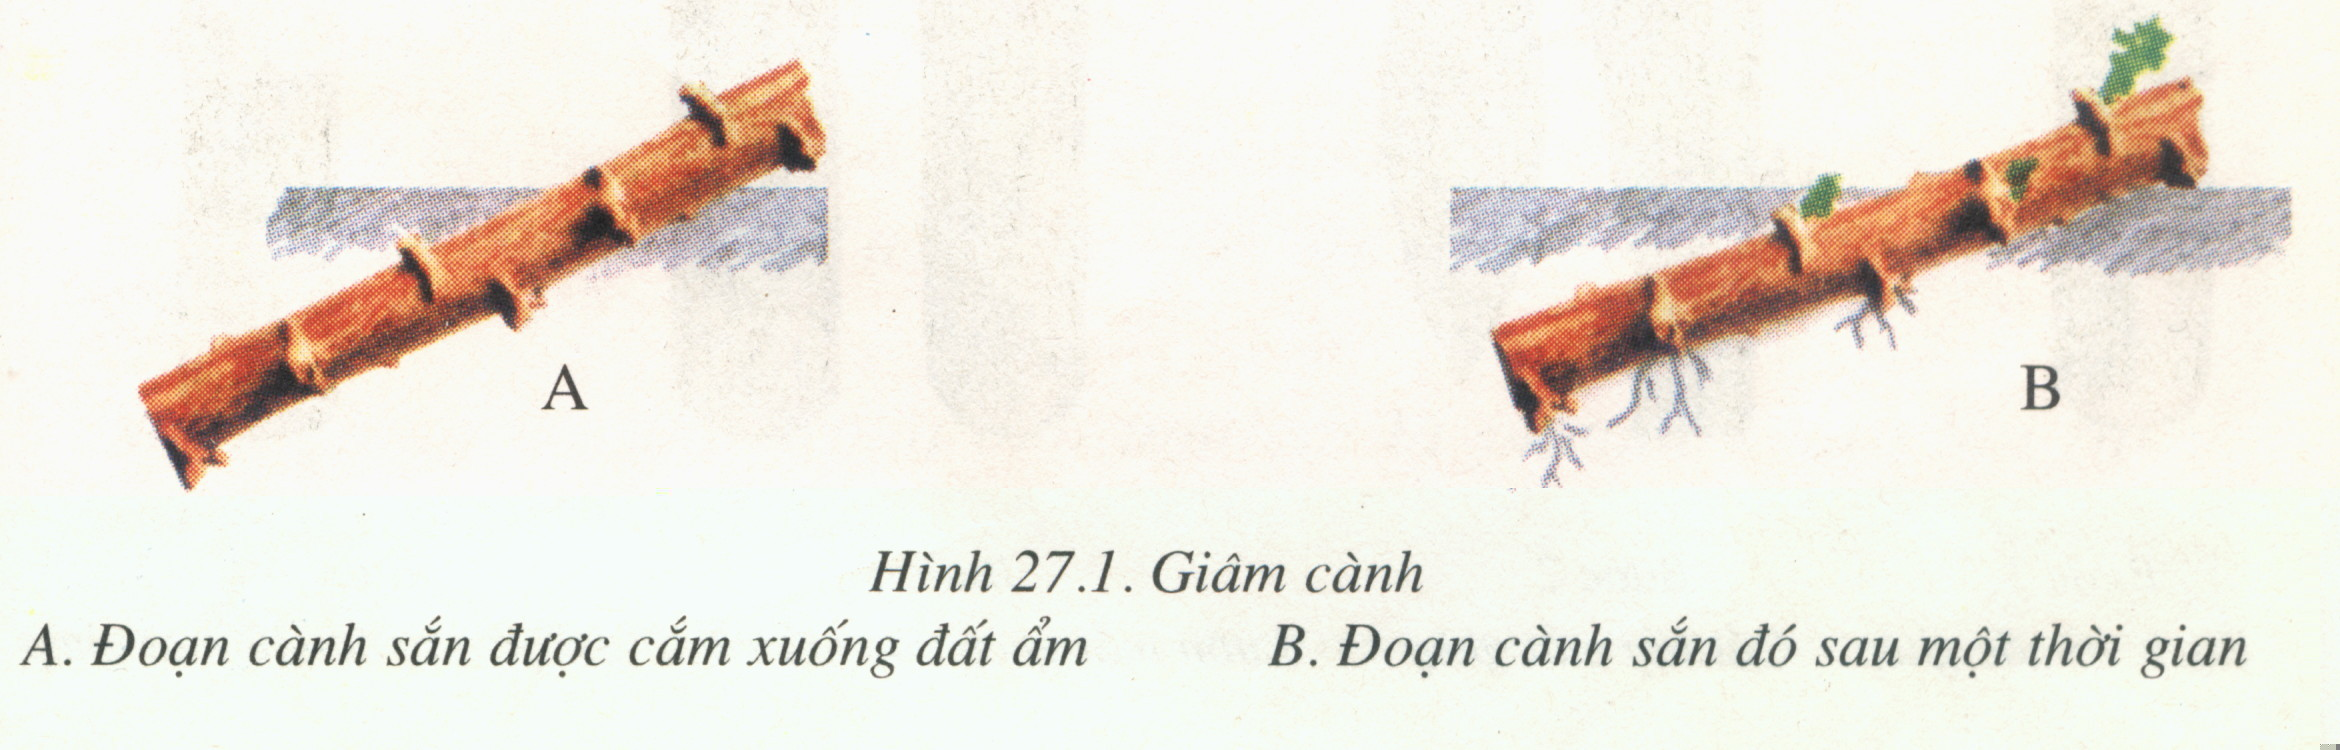 A
B
Hình 27.1. Giâm cành
A. Đoạn cành sắn được cắm xuống đất ẩm B. Đoạn cành sắn đó sau một thời gian